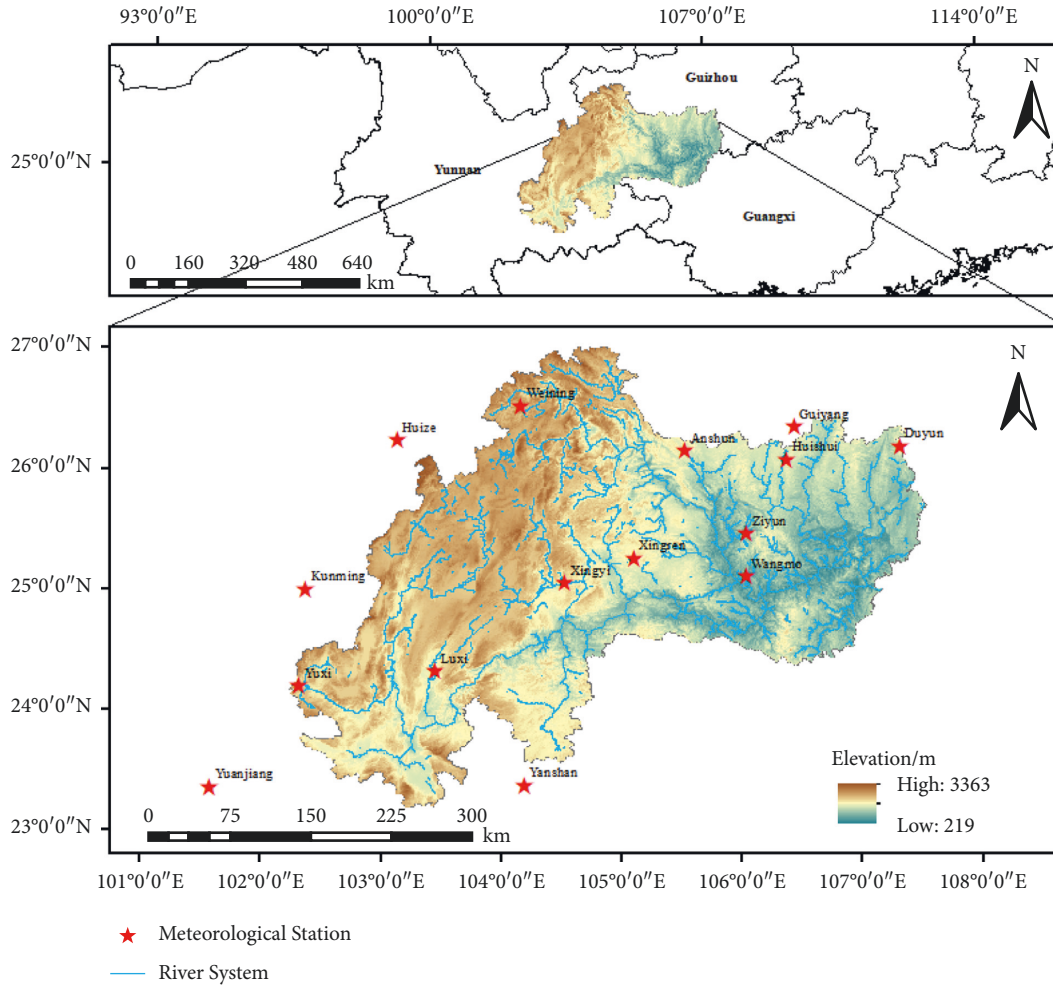 93°0′0″E 100°0′0″E 107°0′0″E 114°0′0″E
Guizhou
N
25°0′0″N
Yunnan
Guangxi
0 160 320 480 640
km
27°0′0″N
N
Weining
Guiyang
Huize
Anshun
Duyun
Huishui
26°0′0″N
Ziyun
Xingren
Xingyi
Wangmo
Kunming
25°0′0″N
Luxi
Yuxi
24°0′0″N
Yuanjiang
Yanshan
Elevation/m
High: 3363
Low: 219
0 75 150 225 300
km
23°0′0″N
101°0′0″E 102°0′0″E 103°0′0″E 104°0′0″E 105°0′0″E 106°0′0″E 107°0′0″E 108°0′0″E
Meteorological Station
River System